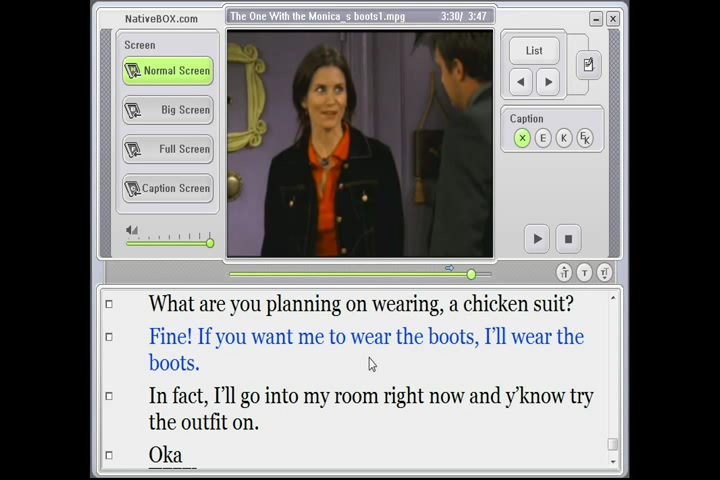 NativeBOX.com
The One With the Monica_s boots1.mpg 3:30/ 3:47
Screen
Normal Screen
Big Screen
Full Screen
Caption Screen
List
Caption
X E K EK
T T T
What are you planning on wearing, a chicken suit?
Fine! If you want me to wear the boots, I'll wear the
boots.
In fact, I'll go into my room right now and y'know try
the outfit on.
Oka